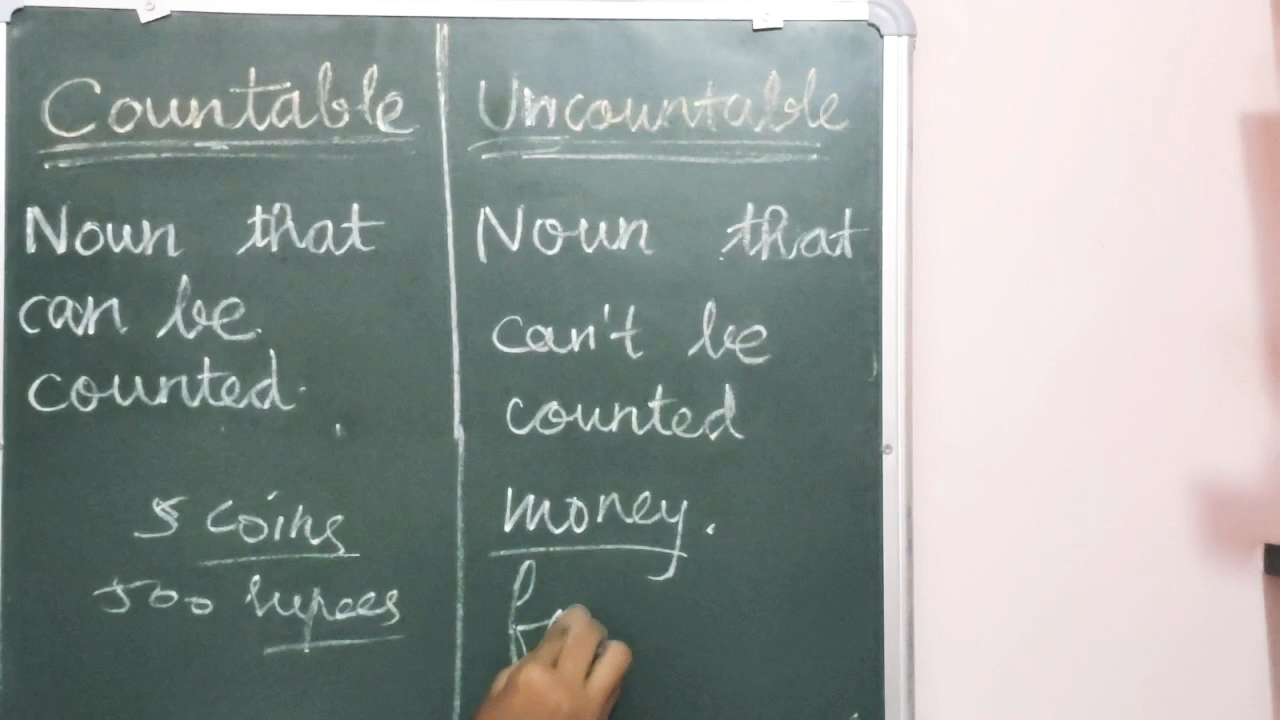 Countable
Noun that
can be
counted.
5 coins
500 rupees
Uncountable
Noun that
can't be
counted
money.